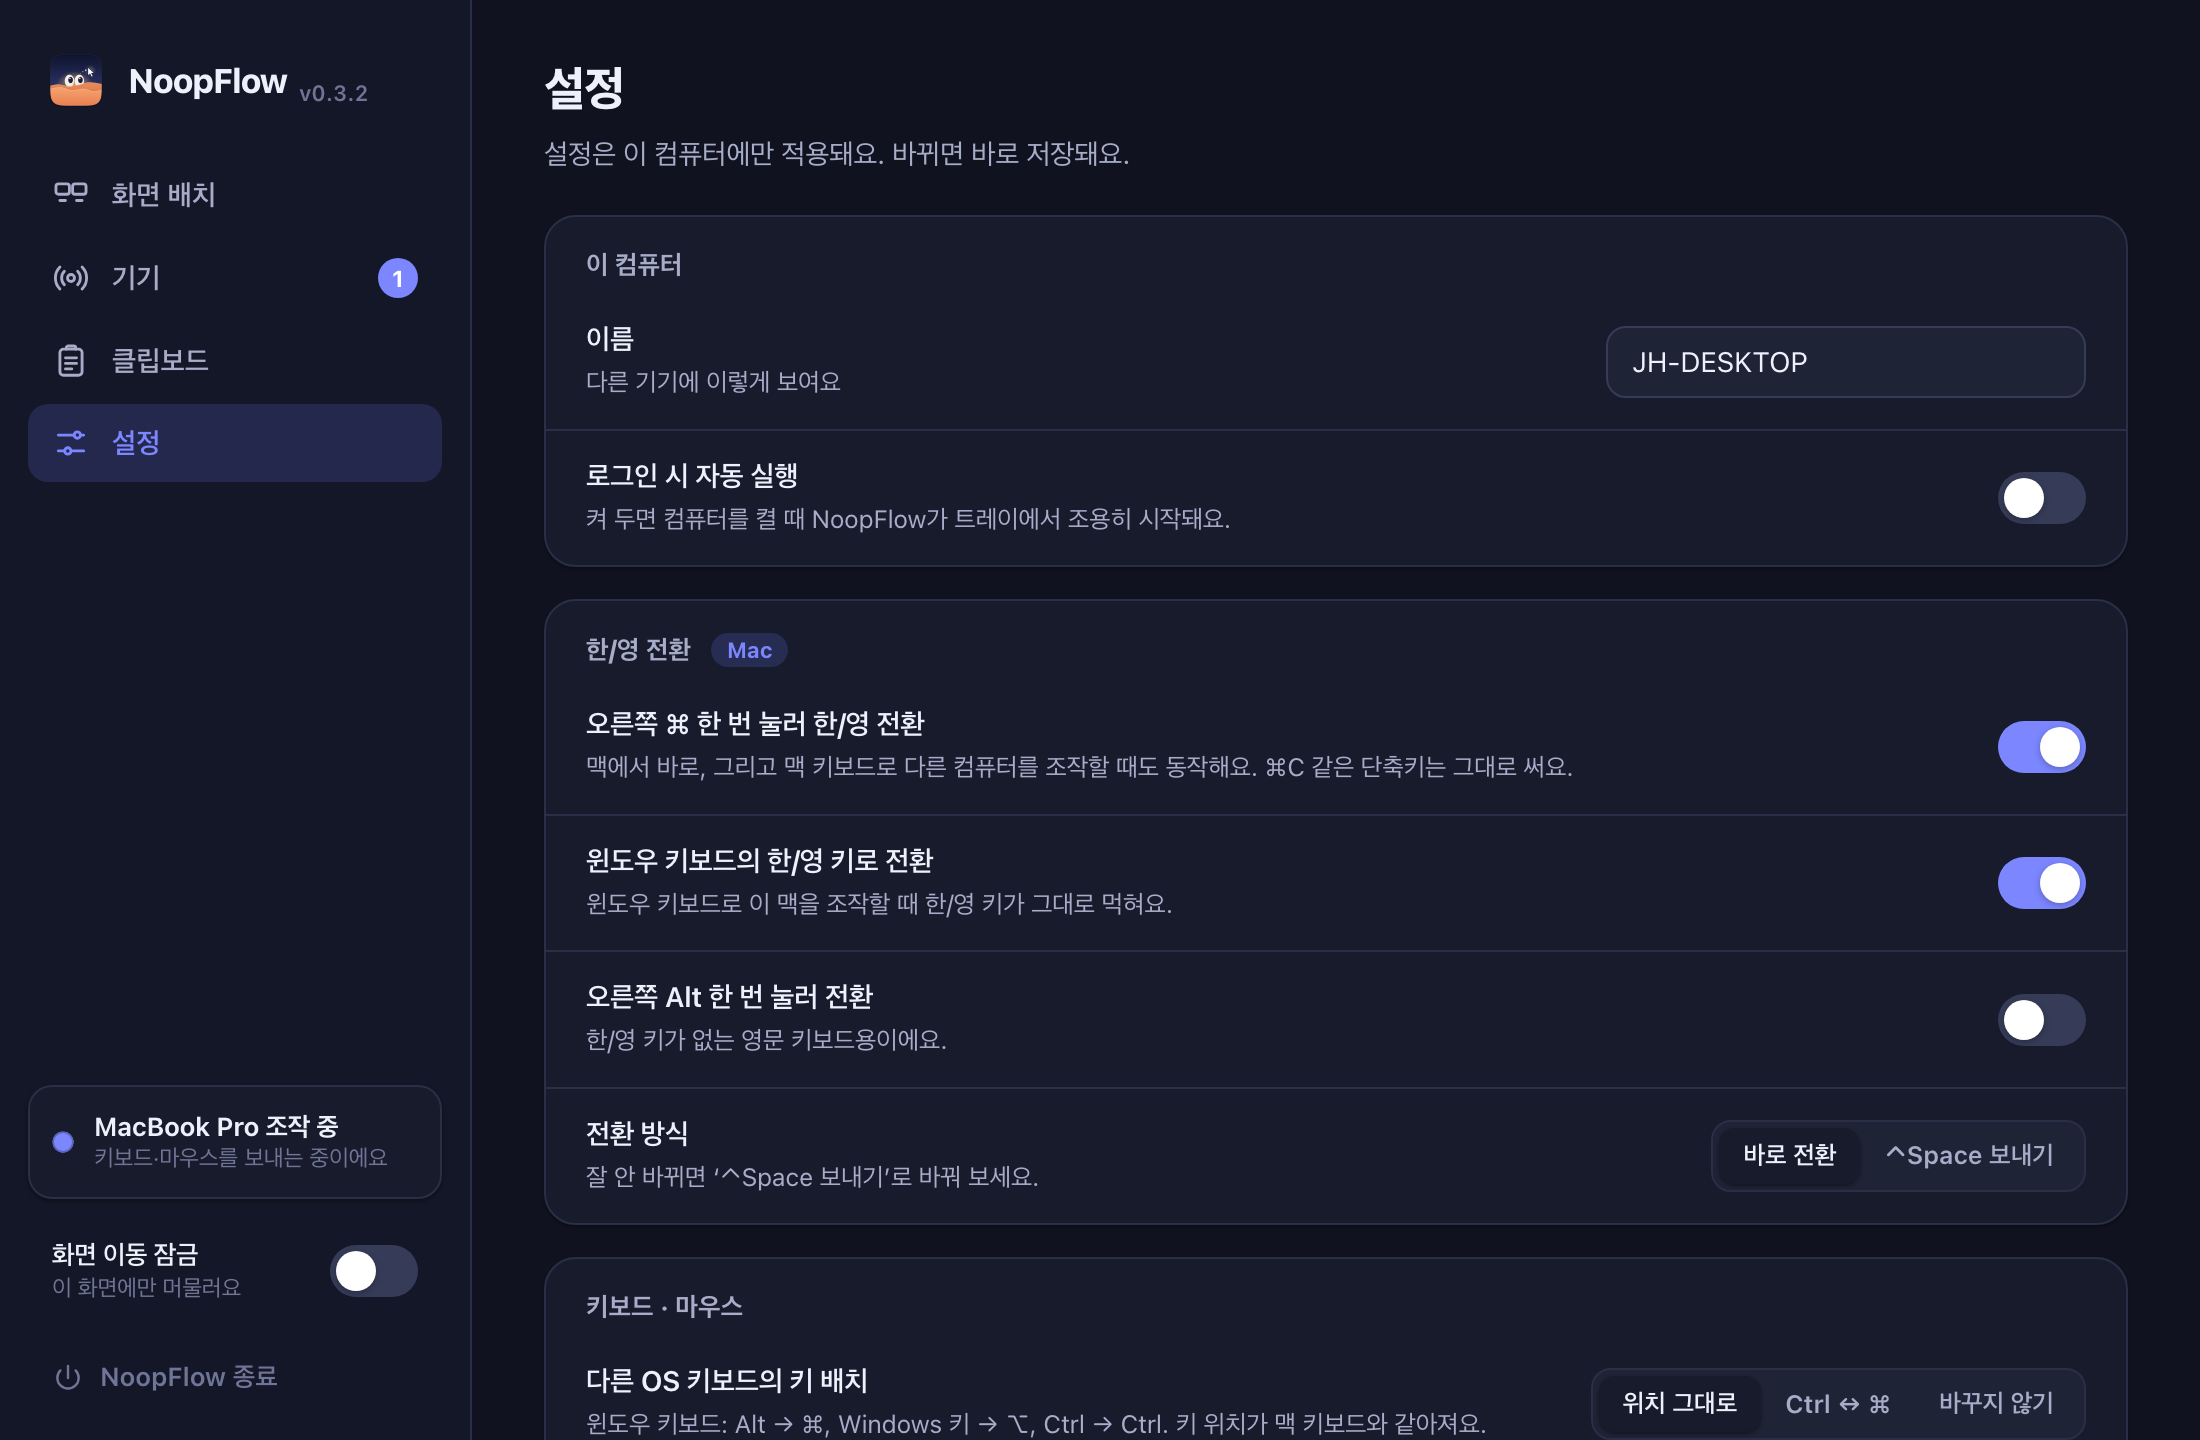 NoopFlow v0.3.2
화면 배치
기기 1
클립보드
설정
MacBook Pro 조작 중
키보드·마우스를 보내는 중이에요
화면 이동 잠금
이 화면에만 머물러요
NoopFlow 종료
설정
설정은 이 컴퓨터에만 적용돼요. 바뀌면 바로 저장돼요.
이 컴퓨터
이름
다른 기기에 이렇게 보여요
JH-DESKTOP
로그인 시 자동 실행
켜 두면 컴퓨터를 켤 때 NoopFlow가 트레이에서 조용히 시작돼요.
한/영 전환 Mac
오른쪽 ⌘ 한 번 눌러 한/영 전환
맥에서 바로, 그리고 맥 키보드로 다른 컴퓨터를 조작할 때도 동작해요. ⌘C 같은 단축키는 그대로 써요.
윈도우 키보드의 한/영 키로 전환
윈도우 키보드로 이 맥을 조작할 때 한/영 키가 그대로 먹혀요.
오른쪽 Alt 한 번 눌러 전환
한/영 키가 없는 영문 키보드용이에요.
전환 방식
잘 안 바뀌면 ‘^Space 보내기’로 바꿔 보세요.
바로 전환 ^Space 보내기
키보드 · 마우스
다른 OS 키보드의 키 배치
윈도우 키보드: Alt → ⌘, Windows 키 → ⌥, Ctrl → Ctrl. 키 위치가 맥 키보드와 같아져요.
위치 그대로 Ctrl ↔ ⌘ 바꾸지 않기